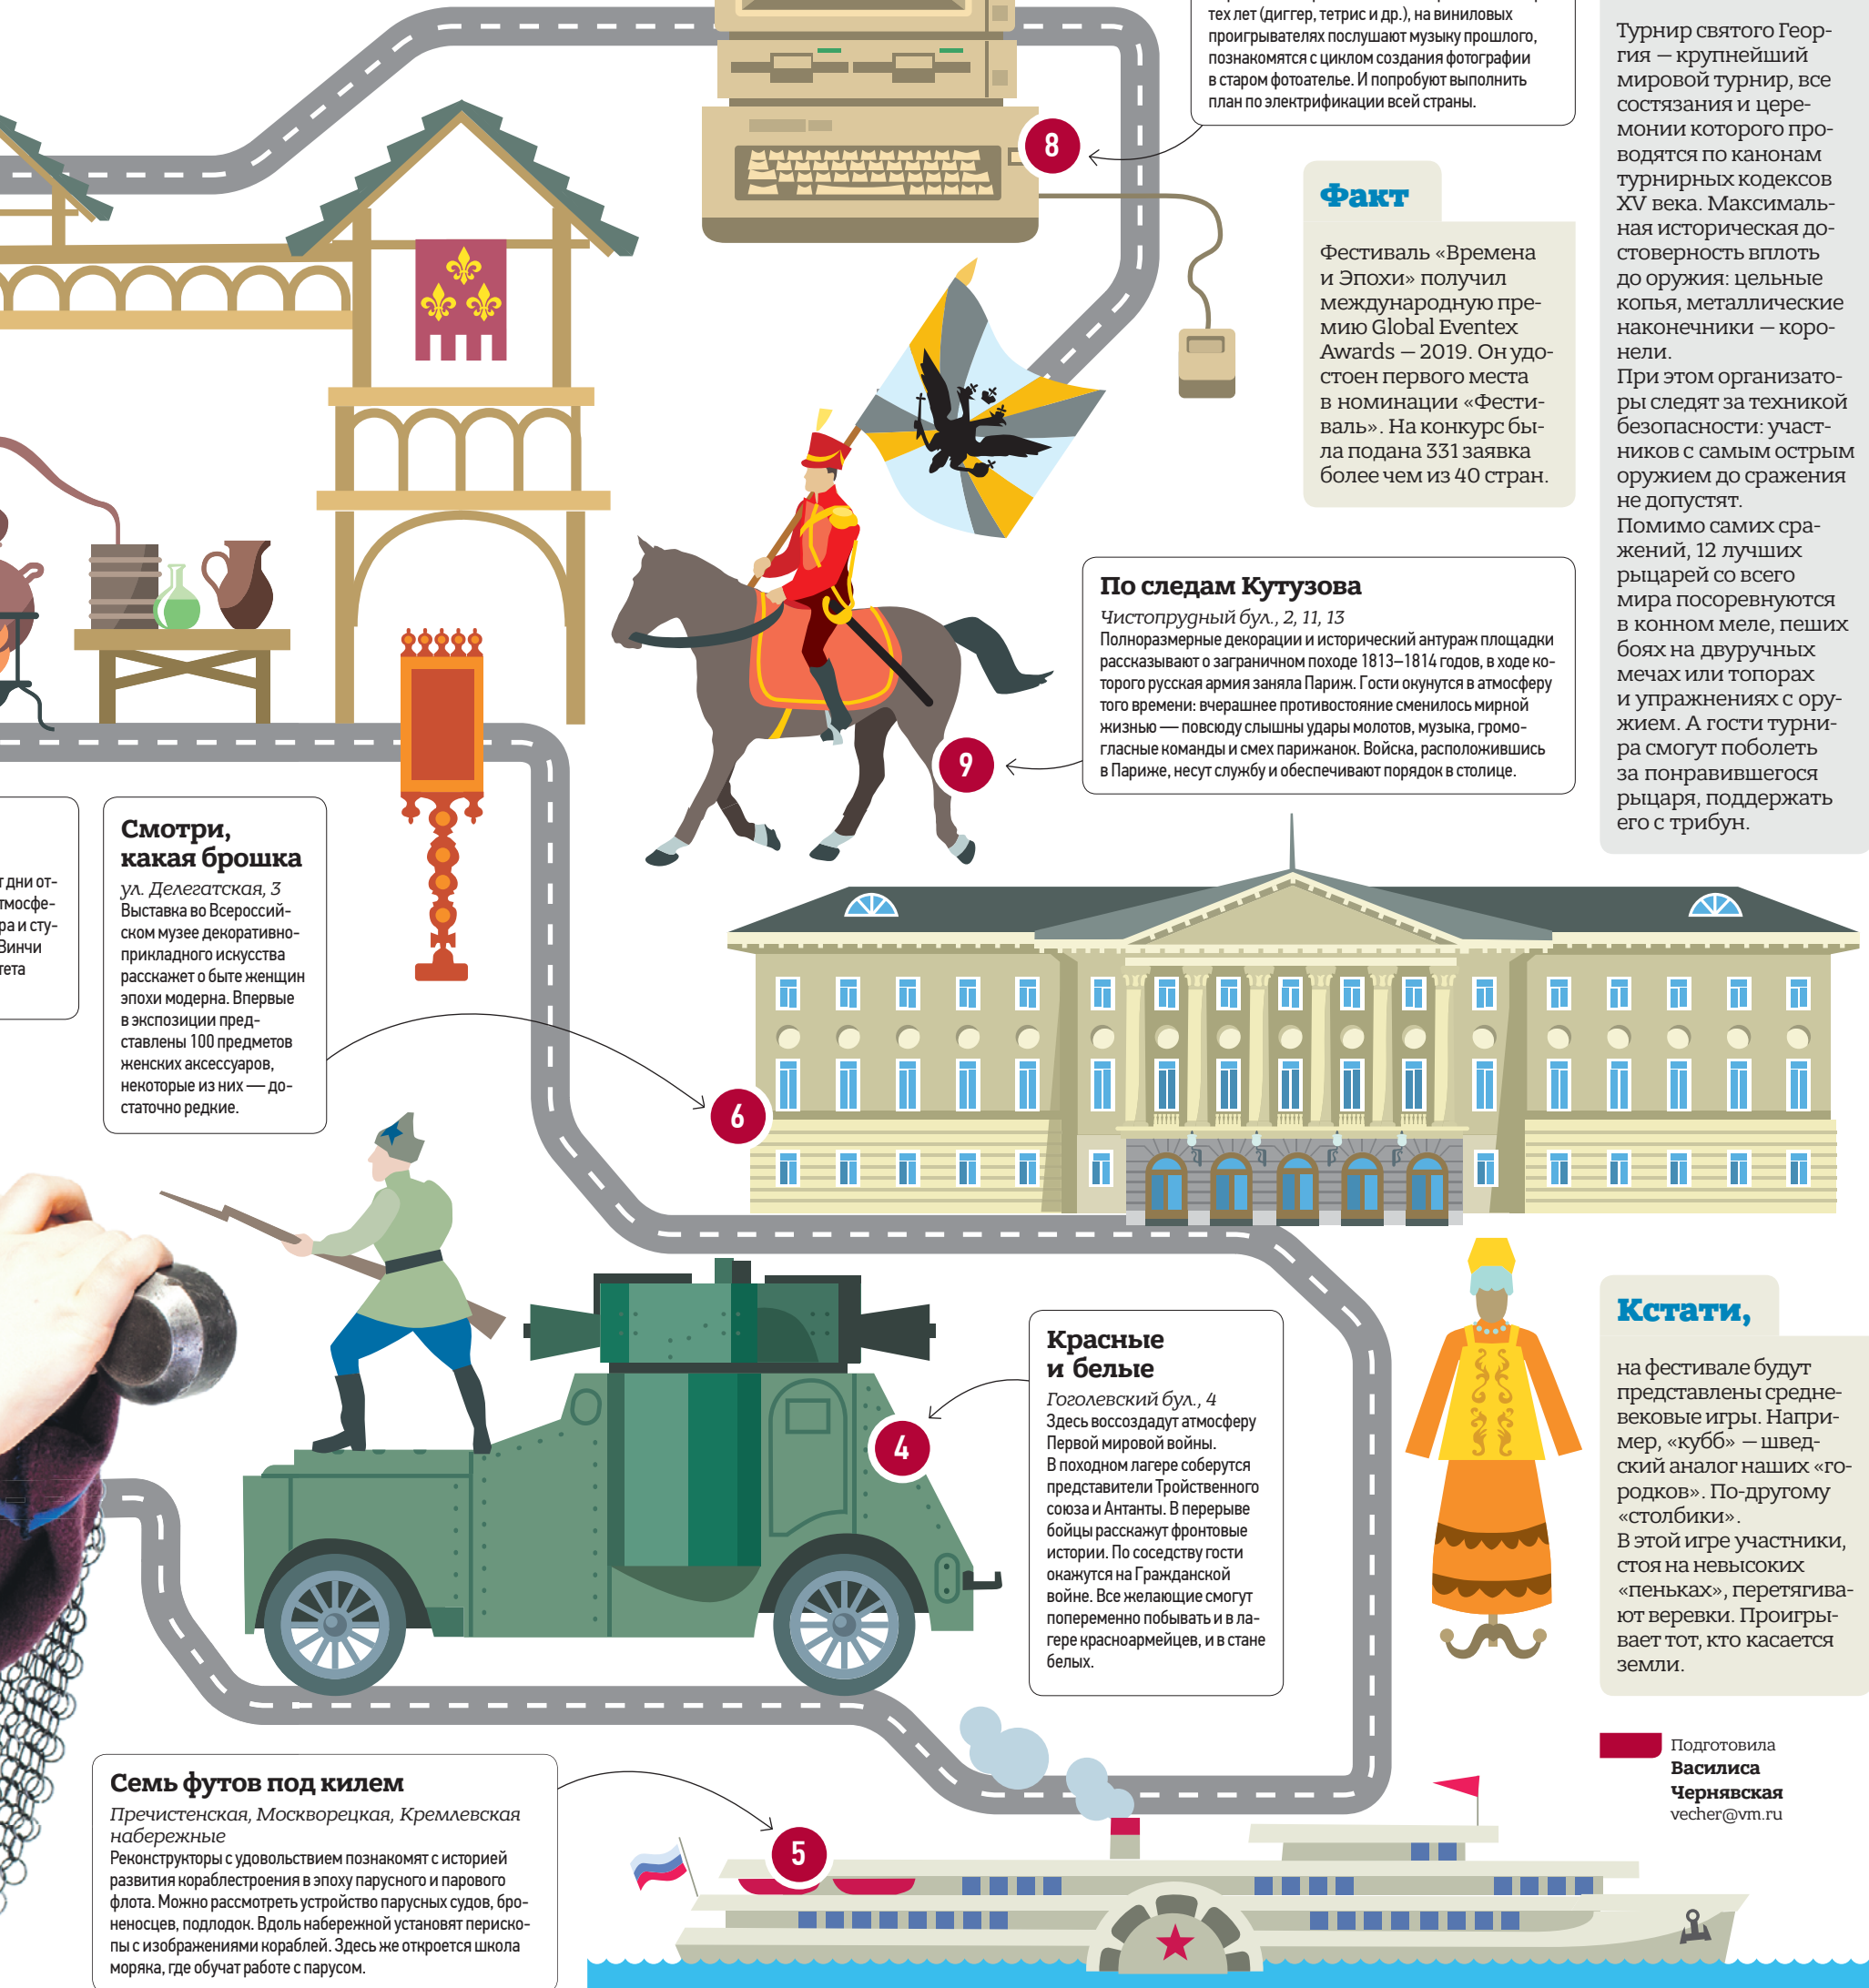 тех лет (диггер, тетрис и др.), на виниловых
проигрывателях послушают музыку прошлого,
познакомятся с циклом создания фотографии
в старом фотоателье. И попробуют выполнить
план по электрификации всей страны.
8
Турнир святого Геор-
гия — крупнейший
мировой турнир, все
состязания и цере-
монии которого про-
водятся по канонам
турнирных кодексов
XV века. Максималь-
ная историческая до-
стоверность вплоть
до оружия: цельные
копья, металлические
наконечники — коро-
нели.
При этом организато-
ры следят за техникой
безопасности: участ-
ников с самым острым
оружием до сражения
не допустят.
Помимо самих сра-
жений, 12 лучших
рыцарей со всего
мира посоревнуются
в конном меле, пеших
боях на двуручных
мечах или топорах
и упражнениях с ору-
жием. А гости турни-
ра смогут поболеть
за понравившегося
рыцаря, поддержать
его с трибун.
Факт
Фестиваль «Времена
и Эпохи» получил
международную пре-
мию Global Eventex
Awards — 2019. Он удо-
стоен первого места
в номинации «Фести-
валь». На конкурс бы-
ла подана 331 заявка
более чем из 40 стран.
По следам Кутузова
Чистопрудный бул., 2, 11, 13
Полноразмерные декорации и исторический антураж площадки
рассказывают о заграничном походе 1813–1814 годов, в ходе ко-
торого русская армия заняла Париж. Гости окунутся в атмосферу
того времени: вчерашнее противостояние сменилось мирной
жизнью — повсюду слышны удары молотов, музыка, громо-
гласные команды и смех парижанок. Войска, расположившись
в Париже, несут службу и обеспечивают порядок в столице.
9
т дни от-
тмосфе-
ра и сту-
Винчи
тета
Смотри,
какая брошка
ул. Делегатская, 3
Выставка во Всероссий-
ском музее декоративно-
прикладного искусства
расскажет о быте женщин
эпохи модерна. Впервые
в экспозиции пред-
ставлены 100 предметов
женских аксессуаров,
некоторые из них — до-
статочно редкие.
6
Красные
и белые
Гоголевский бул., 4
Здесь воссоздадут атмосферу
Первой мировой войны.
В походном лагере соберутся
представители Тройственного
союза и Антанты. В перерыве
бойцы расскажут фронтовые
истории. По соседству гости
окажутся на Гражданской
войне. Все желающие смогут
попеременно побывать и в ла-
гере красноармейцев, и в стане
белых.
4
Кстати,
на фестивале будут
представлены средне-
вековые игры. Напри-
мер, «кубб» — швед-
ский аналог наших «го-
родков». По-другому
«столбики».
В этой игре участники,
стоя на невысоких
«пеньках», перетягива-
ют веревки. Проигры-
вает тот, кто касается
земли.
Подготовила
Василиса
Чернявская
vecher@vm.ru
Семь футов под килем
Пречистенская, Москворецкая, Кремлевская
набережные
Реконструкторы с удовольствием познакомят с историей
развития кораблестроения в эпоху парусного и парового
флота. Можно рассмотреть устройство парусных судов, бро-
неносцев, подлодок. Вдоль набережной установят периско-
пы с изображениями кораблей. Здесь же откроется школа
моряка, где обучат работе с парусом.
5